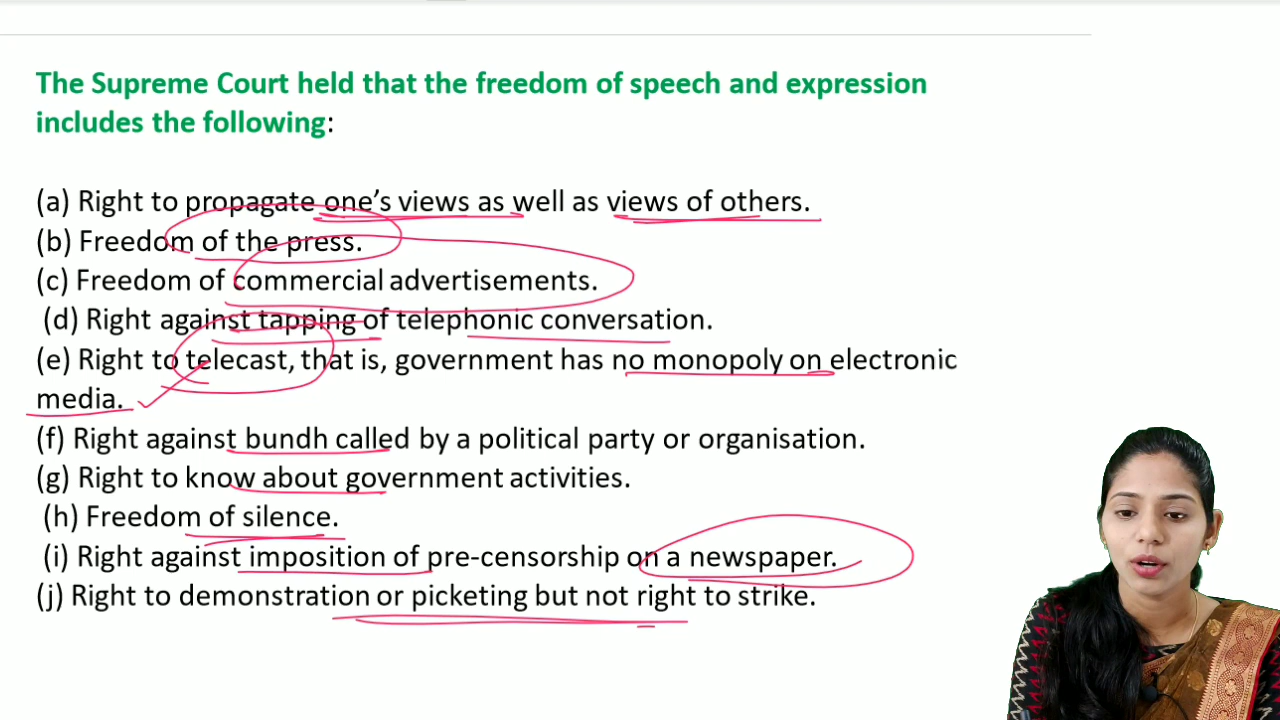 The Supreme Court held that the freedom of speech and expression
includes the following:
(a) Right to propagate one’s views as well as views of others.
(b) Freedom of the press.
(c) Freedom of commercial advertisements.
(d) Right against tapping of telephonic conversation.
(e) Right to telecast, that is, government has no monopoly on electronic
media.
(f) Right against bundh called by a political party or organisation.
(g) Right to know about government activities.
(h) Freedom of silence.
(i) Right against imposition of pre-censorship on a newspaper.
(j) Right to demonstration or picketing but not right to strike.